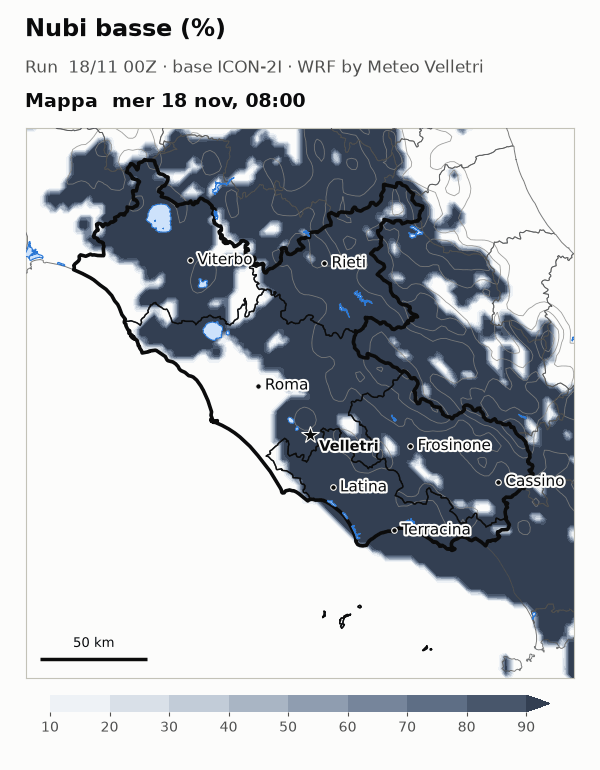 Nubi basse (%)
Run  18/11 00Z · base ICON-2I · WRF by Meteo Velletri
Mappa  mer 18 nov, 08:00
Viterbo
Rieti
Roma
Velletri
Frosinone
Cassino
Latina
Terracina
50 km
10 20 30 40 50 60 70 80 90